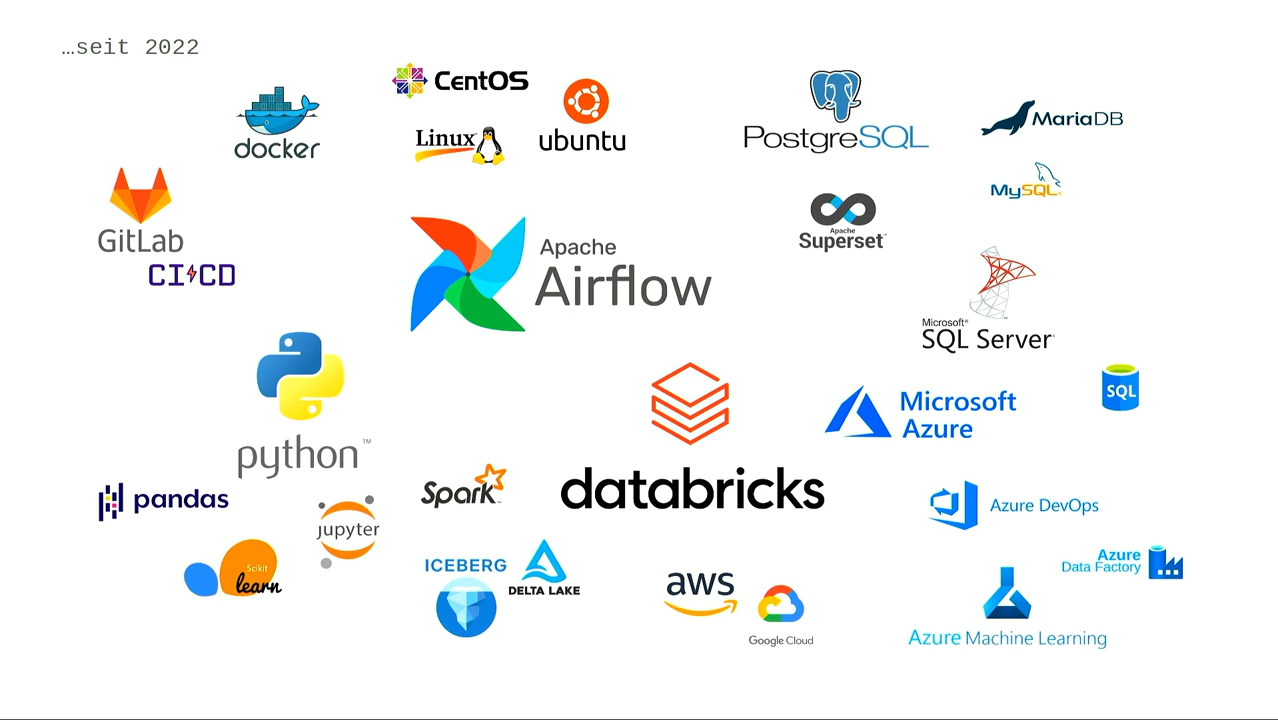 …seit 2022
CentOS
docker
Linux
ubuntu
PostgreSQL
MariaDB
MySQL
GitLab
CI CD
Apache
Airflow
Apache
Superset™
Microsoft®
SQL Server
python™
Microsoft
Azure
SQL
pandas
jupyter
Spark™
databricks
Azure DevOps
Scikit
learn
ICEBERG
DELTA LAKE
aws
Google Cloud
Azure
Data Factory
Azure Machine Learning